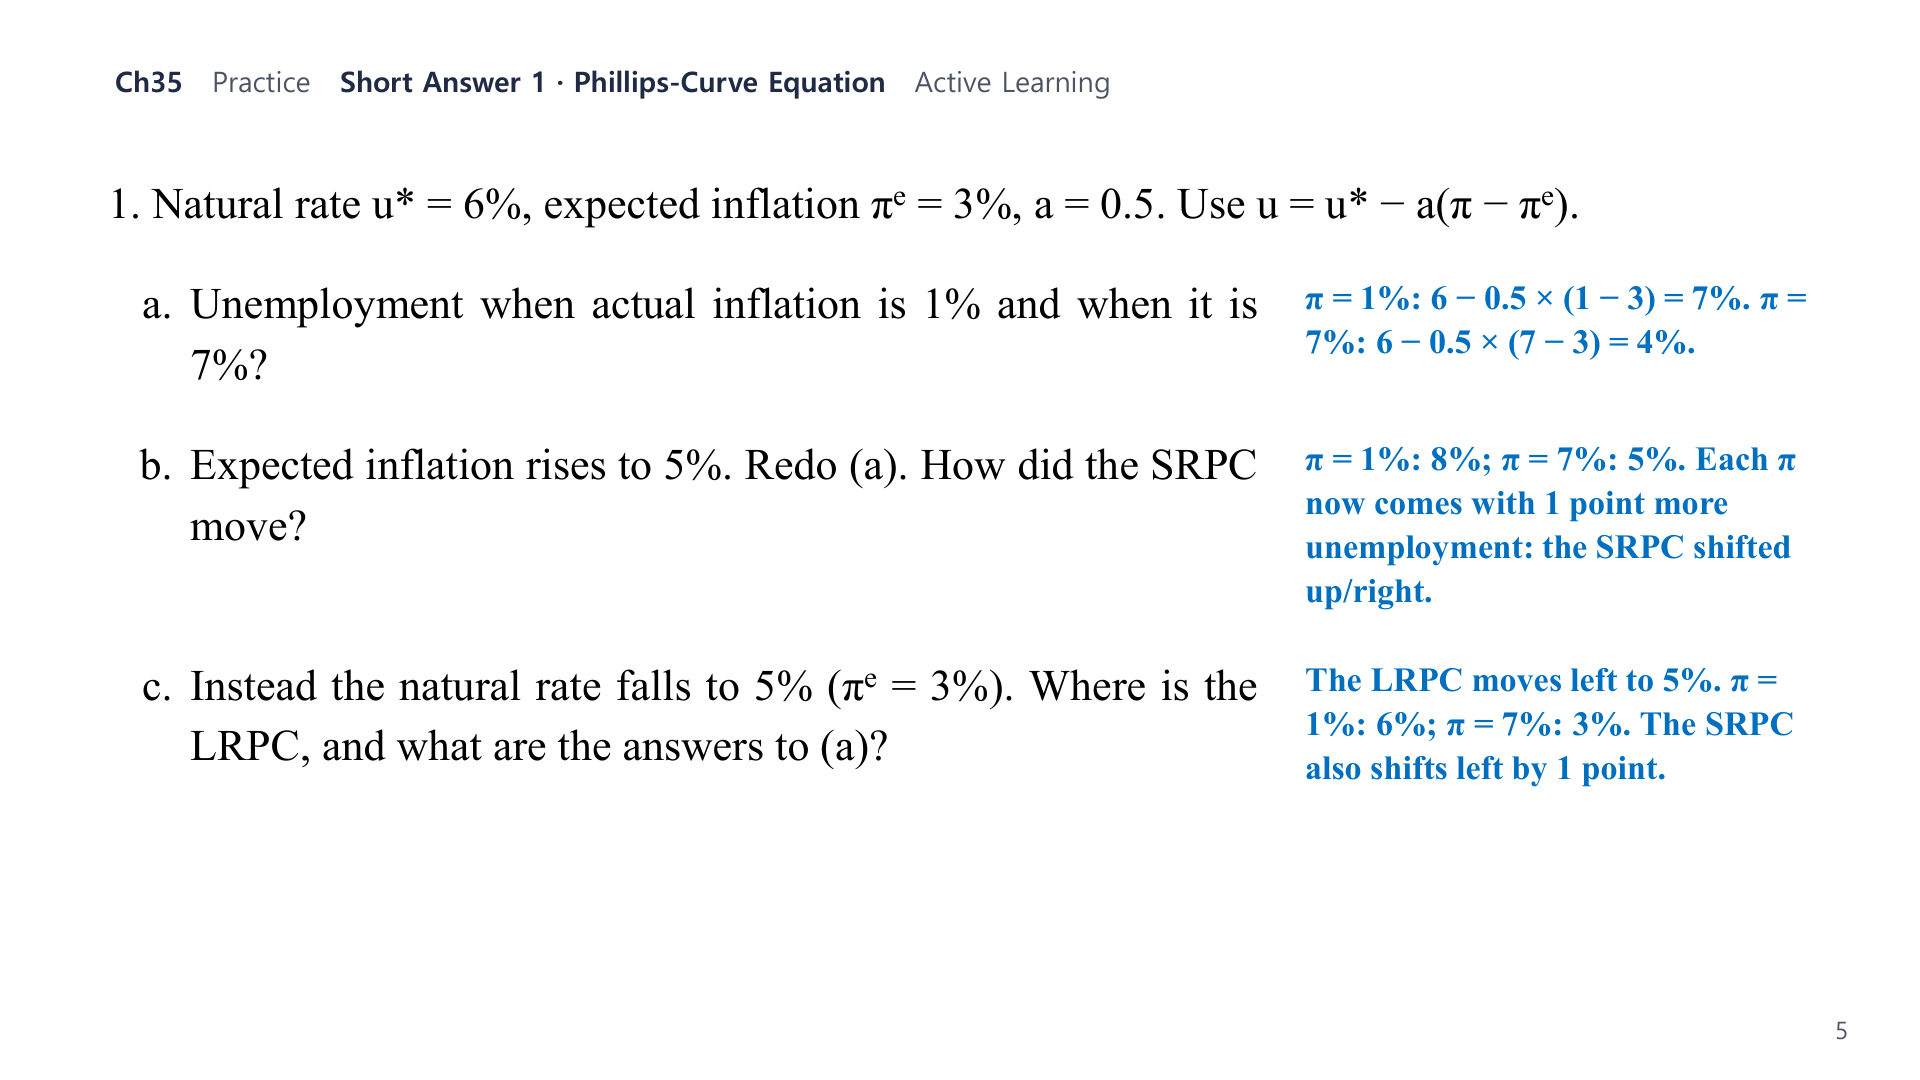 Ch35 Practice Short Answer 1 · Phillips-Curve Equation Active Learning
1. Natural rate u* = 6%, expected inflation πᵉ = 3%, a = 0.5. Use u = u* − a(π − πᵉ).
a. Unemployment when actual inflation is 1% and when it is
7%?
π = 1%: 6 − 0.5 × (1 − 3) = 7%. π =
7%: 6 − 0.5 × (7 − 3) = 4%.
b. Expected inflation rises to 5%. Redo (a). How did the SRPC
move?
π = 1%: 8%; π = 7%: 5%. Each π
now comes with 1 point more
unemployment: the SRPC shifted
up/right.
c. Instead the natural rate falls to 5% (πᵉ = 3%). Where is the
LRPC, and what are the answers to (a)?
The LRPC moves left to 5%. π =
1%: 6%; π = 7%: 3%. The SRPC
also shifts left by 1 point.
5